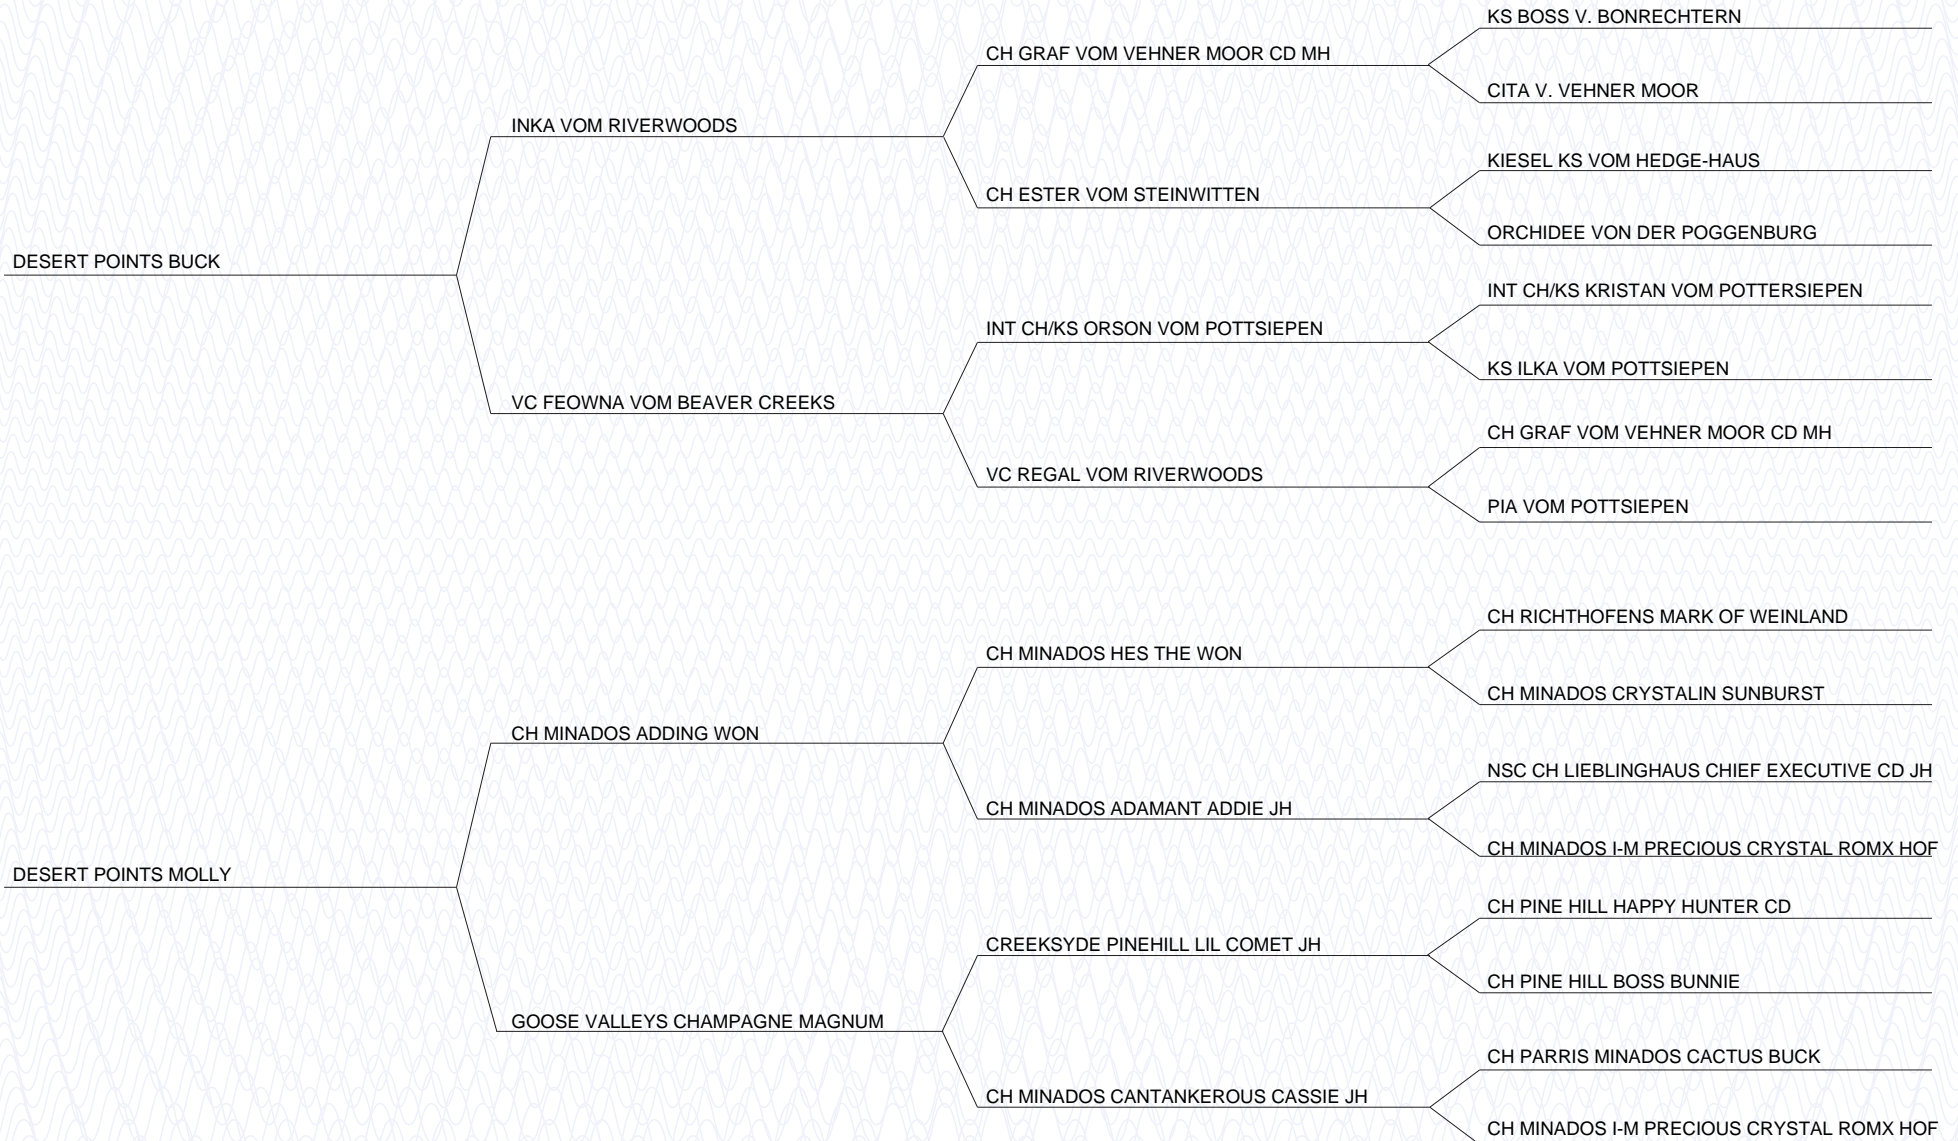 KS BOSS V. BONRECHTERN
CH GRAF VOM VEHNER MOOR CD MH
CITA V. VEHNER MOOR
INKA VOM RIVERWOODS
KIESEL KS VOM HEDGE-HAUS
CH ESTER VOM STEINWITTEN
ORCHIDEE VON DER POGGENBURG
DESERT POINTS BUCK
INT CH/KS KRISTAN VOM POTTERSIEPEN
INT CH/KS ORSON VOM POTTSIEPEN
KS ILKA VOM POTTSIEPEN
VC FEOWNA VOM BEAVER CREEKS
CH GRAF VOM VEHNER MOOR CD MH
VC REGAL VOM RIVERWOODS
PIA VOM POTTSIEPEN
CH RICHTHOFENS MARK OF WEINLAND
CH MINADOS HES THE WON
CH MINADOS CRYSTALIN SUNBURST
CH MINADOS ADDING WON
NSC CH LIEBLINGHAUS CHIEF EXECUTIVE CD JH
CH MINADOS ADAMANT ADDIE JH
CH MINADOS I-M PRECIOUS CRYSTAL ROMX HOF
DESERT POINTS MOLLY
CH PINE HILL HAPPY HUNTER CD
CREEKSYDE PINEHILL LIL COMET JH
CH PINE HILL BOSS BUNNIE
GOOSE VALLEYS CHAMPAGNE MAGNUM
CH PARRIS MINADOS CACTUS BUCK
CH MINADOS CANTANKEROUS CASSIE JH
CH MINADOS I-M PRECIOUS CRYSTAL ROMX HOF